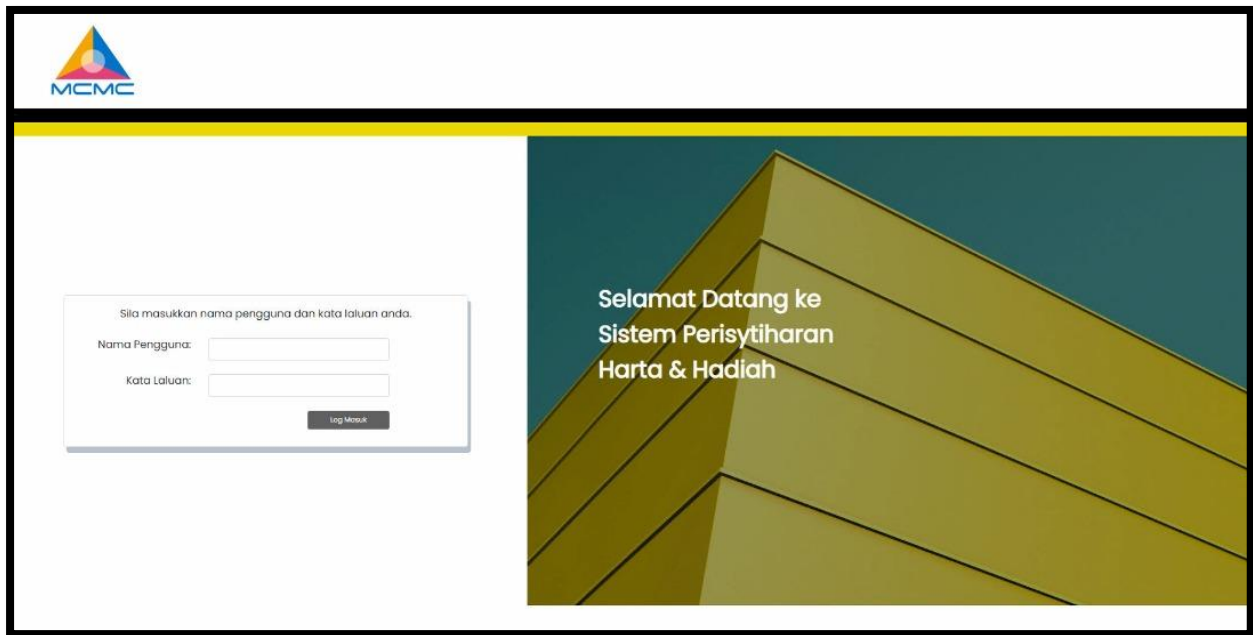 MCMC
Sila masukkan nama pengguna dan kata laluan anda.
Nama Pengguna:
Kata Laluan:
Log Masuk
Selamat Datang ke
Sistem Perisytiharan
Harta & Hadiah